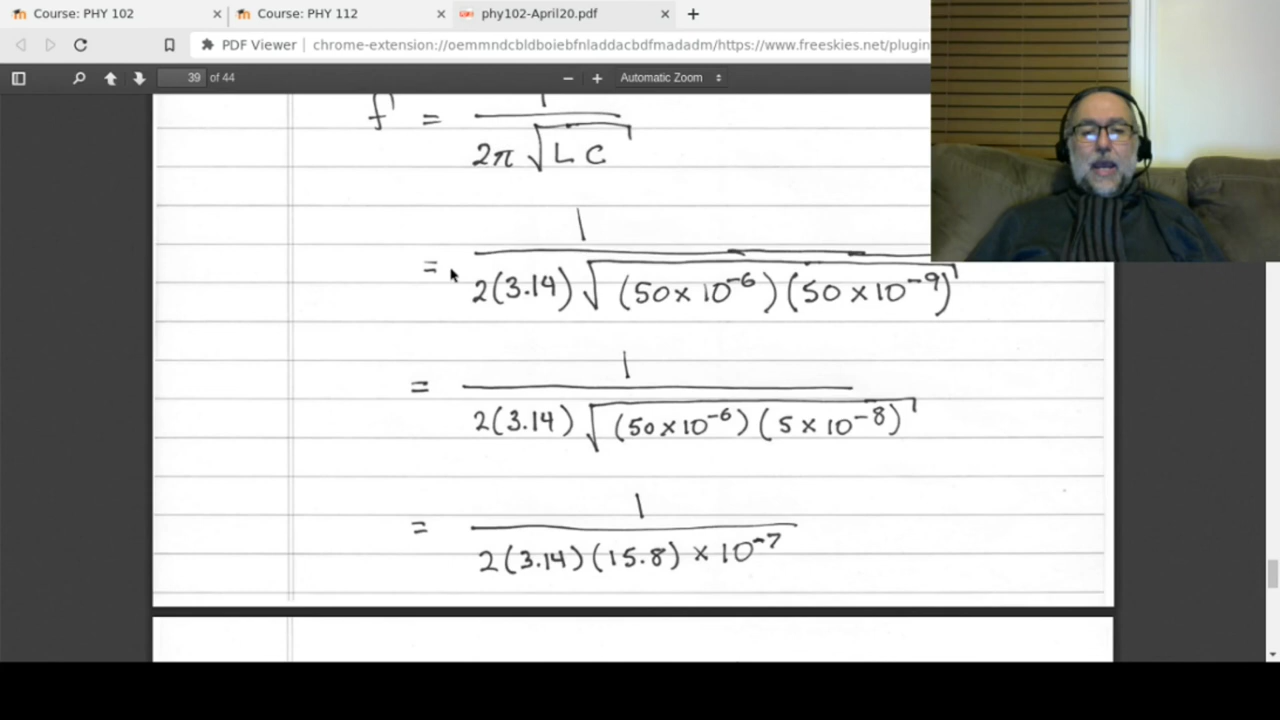 Course: PHY 102
Course: PHY 112
phy102-April20.pdf
PDF Viewer
chrome-extension://oemmndcbldboiebfnladdacbdfmadadm/https://www.freeskies.net/plugin
39 of 44
Automatic Zoom
f = 1 / 2π √LC
= 1 / 2(3.14) √(50 x 10⁻⁶)(50 x 10⁻⁹)
= 1 / 2(3.14) √(50 x 10⁻⁶)(5 x 10⁻⁸)
= 1 / 2(3.14)(15.8) x 10⁻⁷